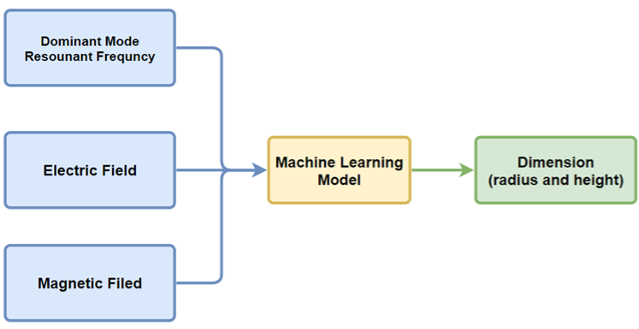 Dominant Mode
Resounant Frequncy
Electric Field
Machine Learning
Model
Dimension
(radius and height)
Magnetic Filed